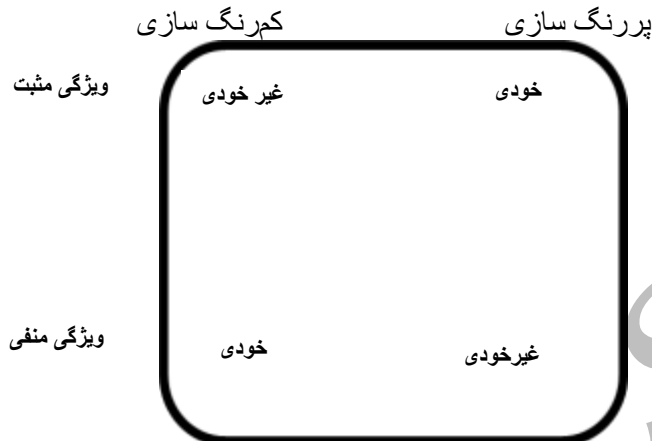 پررنگ سازی کم‌رنگ سازی
خودی غیر خودی ویژگی مثبت
غیرخودی خودی ویژگی منفی